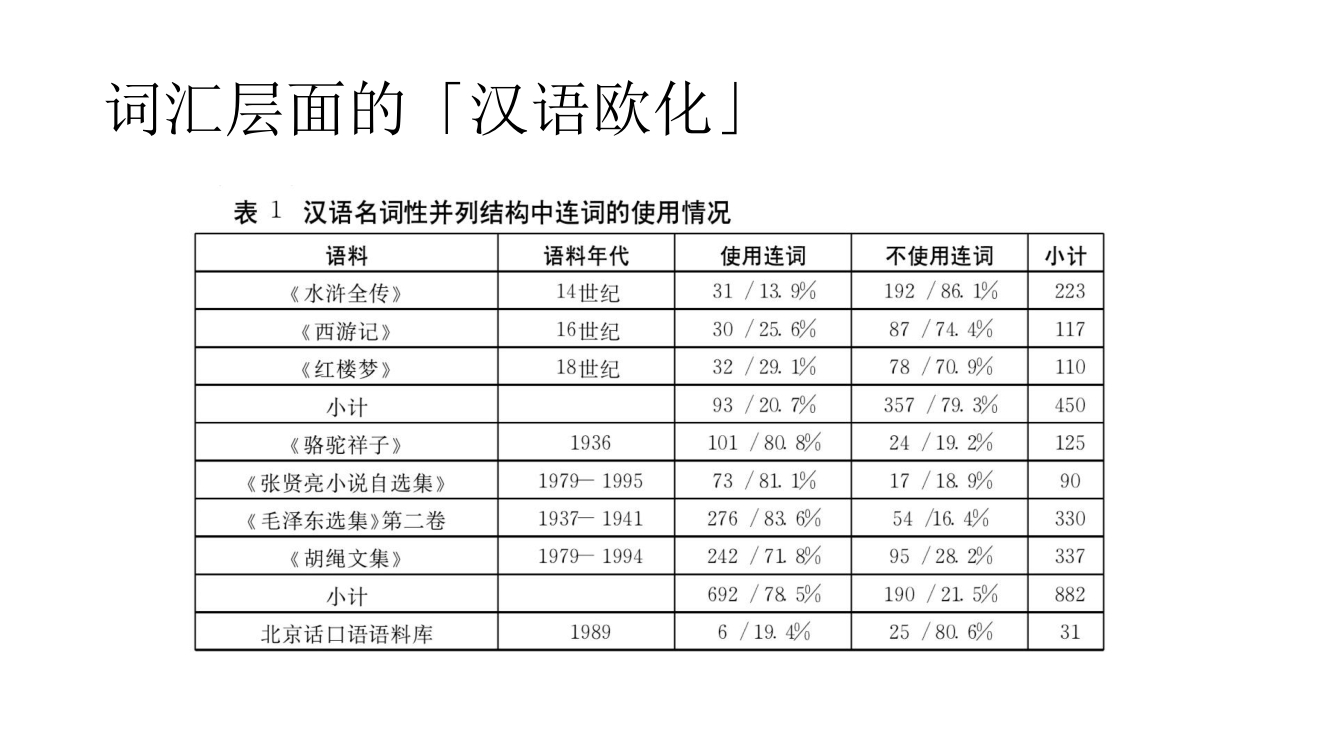 词汇层面的「汉语欧化」
表 1 汉语名词性并列结构中连词的使用情况
语料 语料年代 使用连词 不使用连词 小计
《水浒全传》 14世纪 31 /13.9% 192 /86.1% 223
《西游记》 16世纪 30 /25.6% 87 /74.4% 117
《红楼梦》 18世纪 32 /29.1% 78 /70.9% 110
小计 93 /20.7% 357 /79.3% 450
《骆驼祥子》 1936 101 /80.8% 24 /19.2% 125
《张贤亮小说自选集》 1979—1995 73 /81.1% 17 /18.9% 90
《毛泽东选集》第二卷 1937—1941 276 /83.6% 54 /16.4% 330
《胡绳文集》 1979—1994 242 /71.8% 95 /28.2% 337
小计 692 /78.5% 190 /21.5% 882
北京话口语语料库 1989 6 /19.4% 25 /80.6% 31